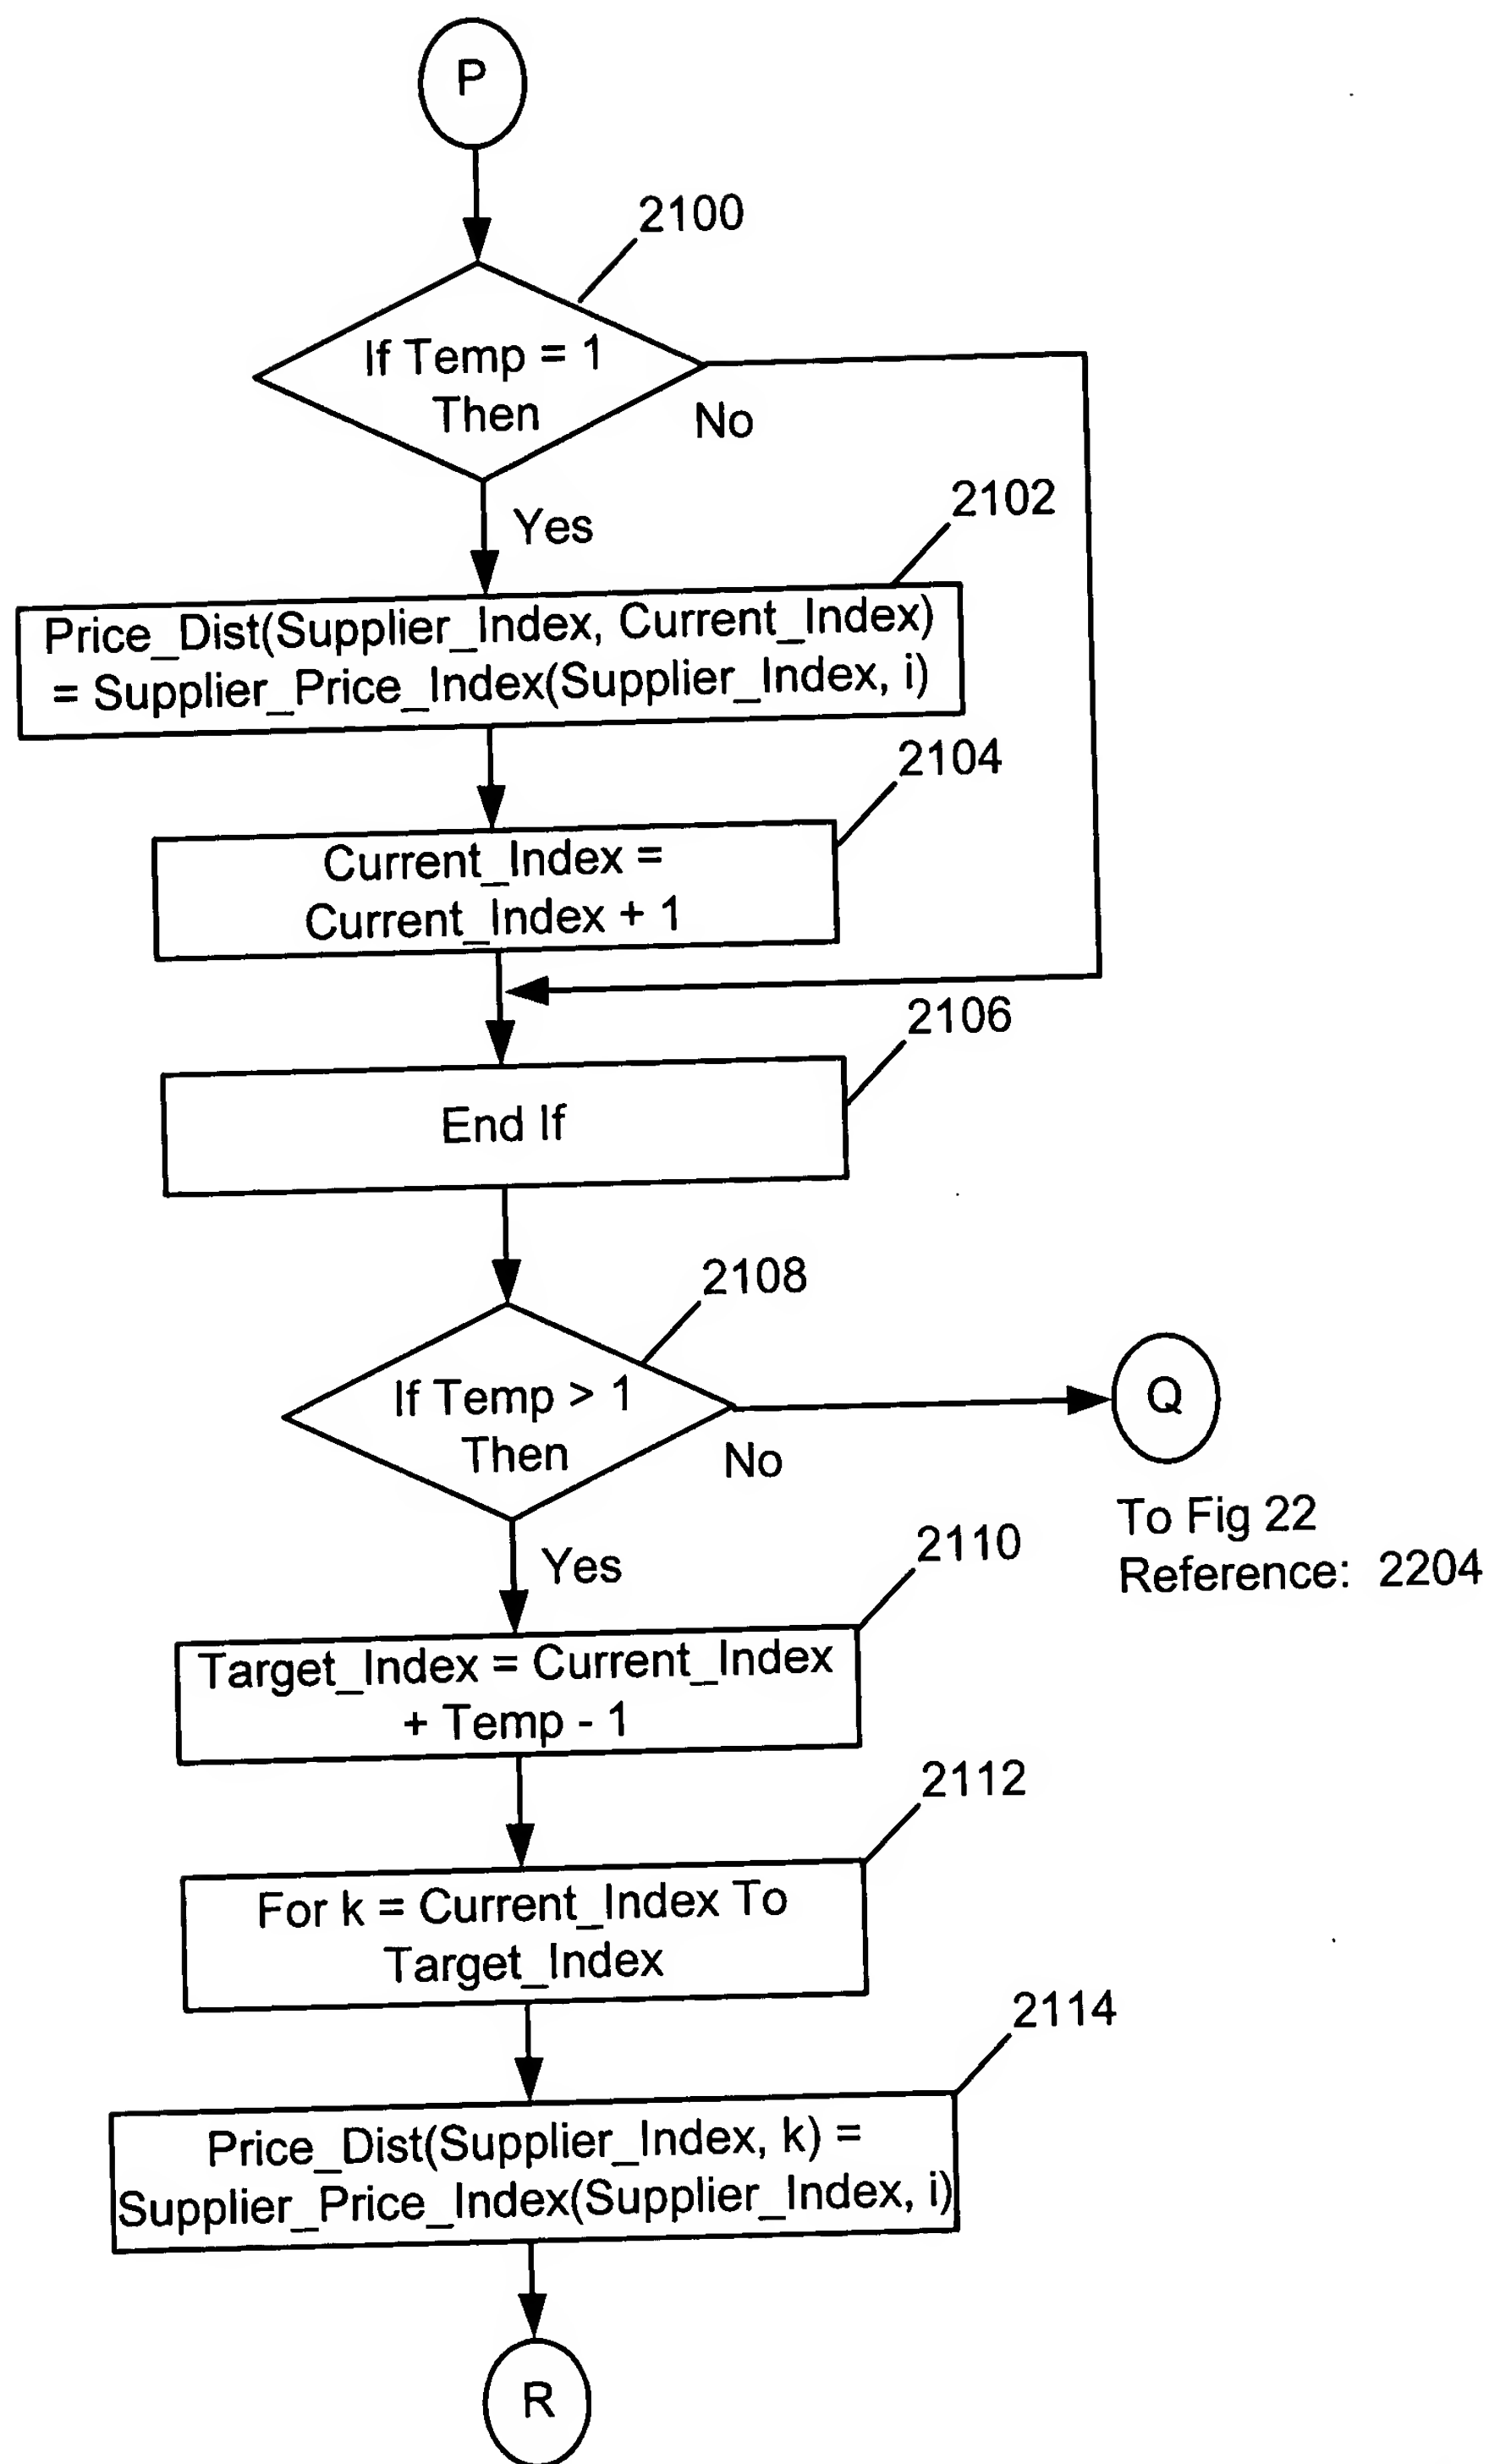 P
2100
If Temp = 1
Then
No
Yes
2102
Price_Dist(Supplier_Index, Current_Index)
= Supplier_Price_Index(Supplier_Index, i)
2104
Current_Index =
Current_Index + 1
2106
End If
2108
If Temp > 1
Then
No
Q
To Fig 22
Reference: 2204
Yes
2110
Target_Index = Current_Index
+ Temp - 1
2112
For k = Current_Index To
Target_Index
2114
Price_Dist(Supplier_Index, k) =
Supplier_Price_Index(Supplier_Index, i)
R